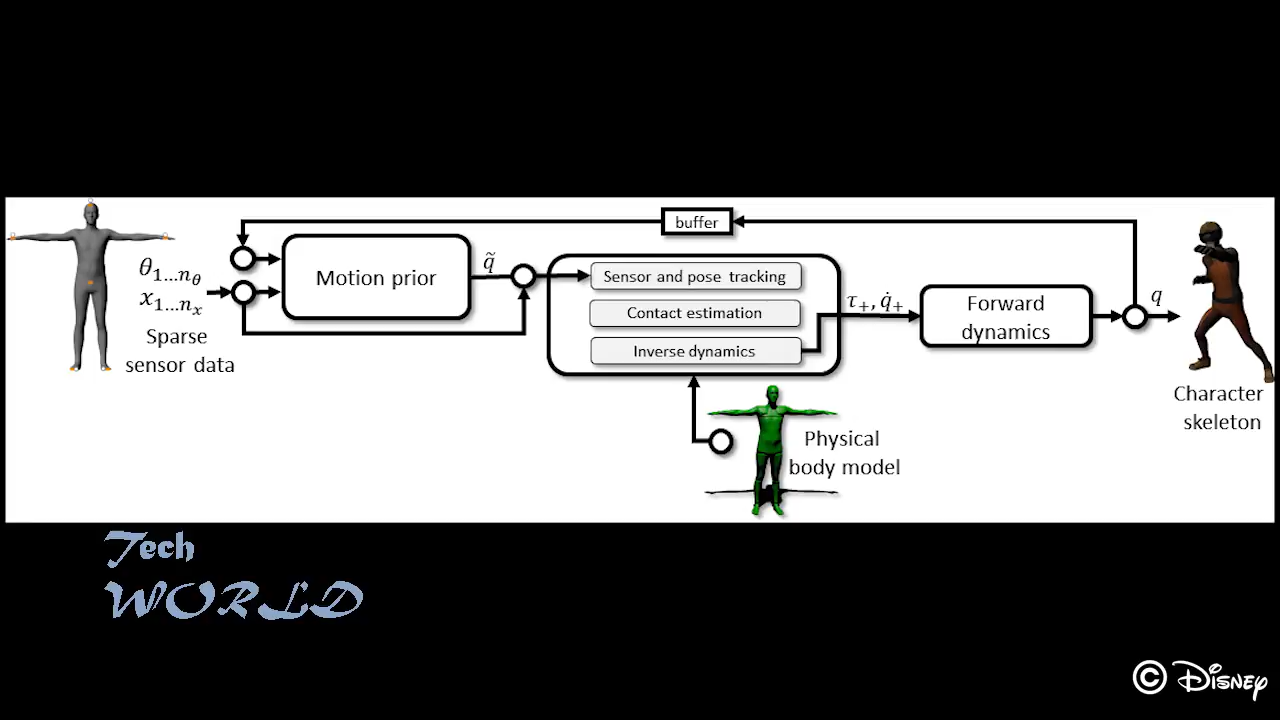 buffer
θ1…nθ
x1…nx
Sparse
sensor data
Motion prior
q̃
Sensor and pose tracking
Contact estimation
Inverse dynamics
τ+, q̇+
Forward
dynamics
q
Character
skeleton
Physical
body model
Tech
WORLD
© Disney